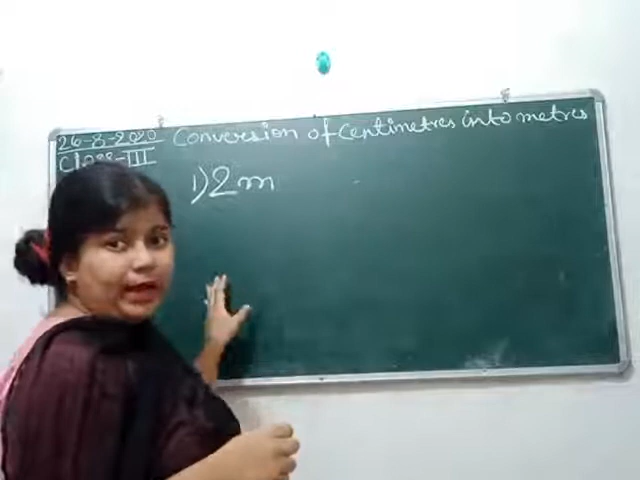 26-8-2020
Conversion of Centimetres into metres
Class-III
1) 2 m